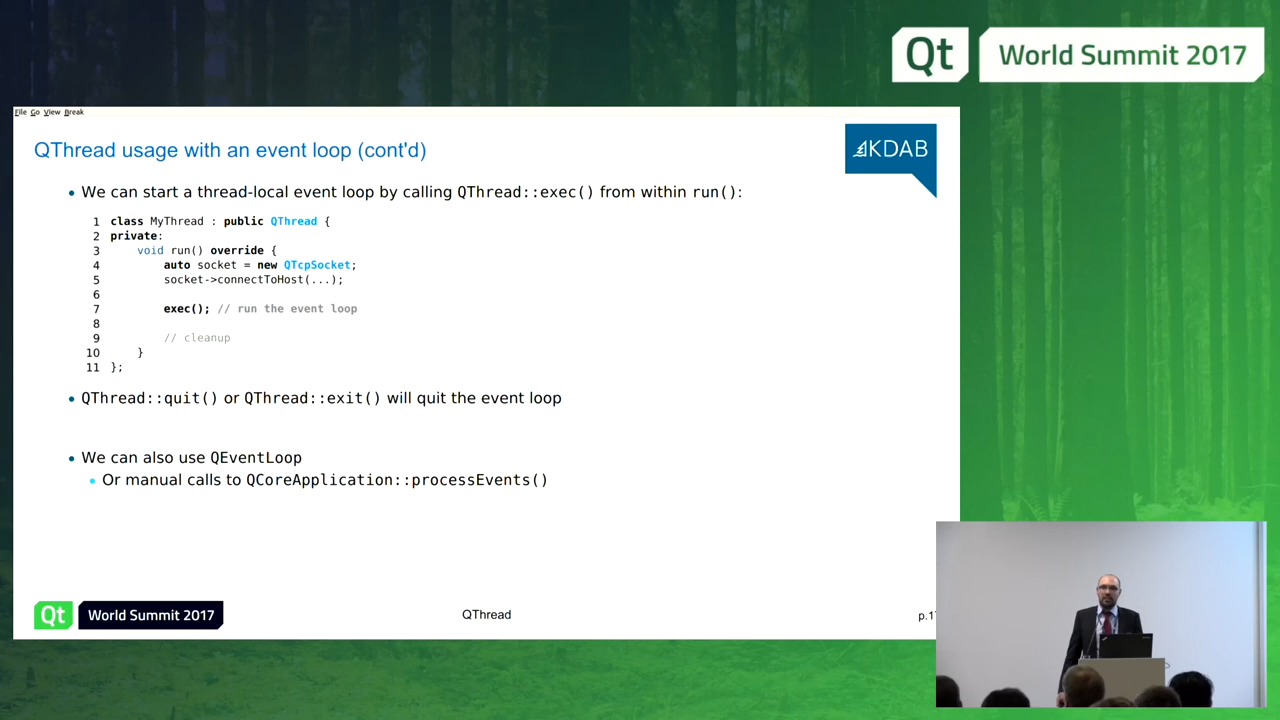 Qt World Summit 2017
File Go View Break
QThread usage with an event loop (cont'd)
KDAB
• We can start a thread-local event loop by calling QThread::exec() from within run():
1 class MyThread : public QThread {
2 private:
3 void run() override {
4 auto socket = new QTcpSocket;
5 socket->connectToHost(...);
6
7 exec(); // run the event loop
8
9 // cleanup
10 }
11 };
• QThread::quit() or QThread::exit() will quit the event loop
• We can also use QEventLoop
• Or manual calls to QCoreApplication::processEvents()
Qt World Summit 2017
QThread